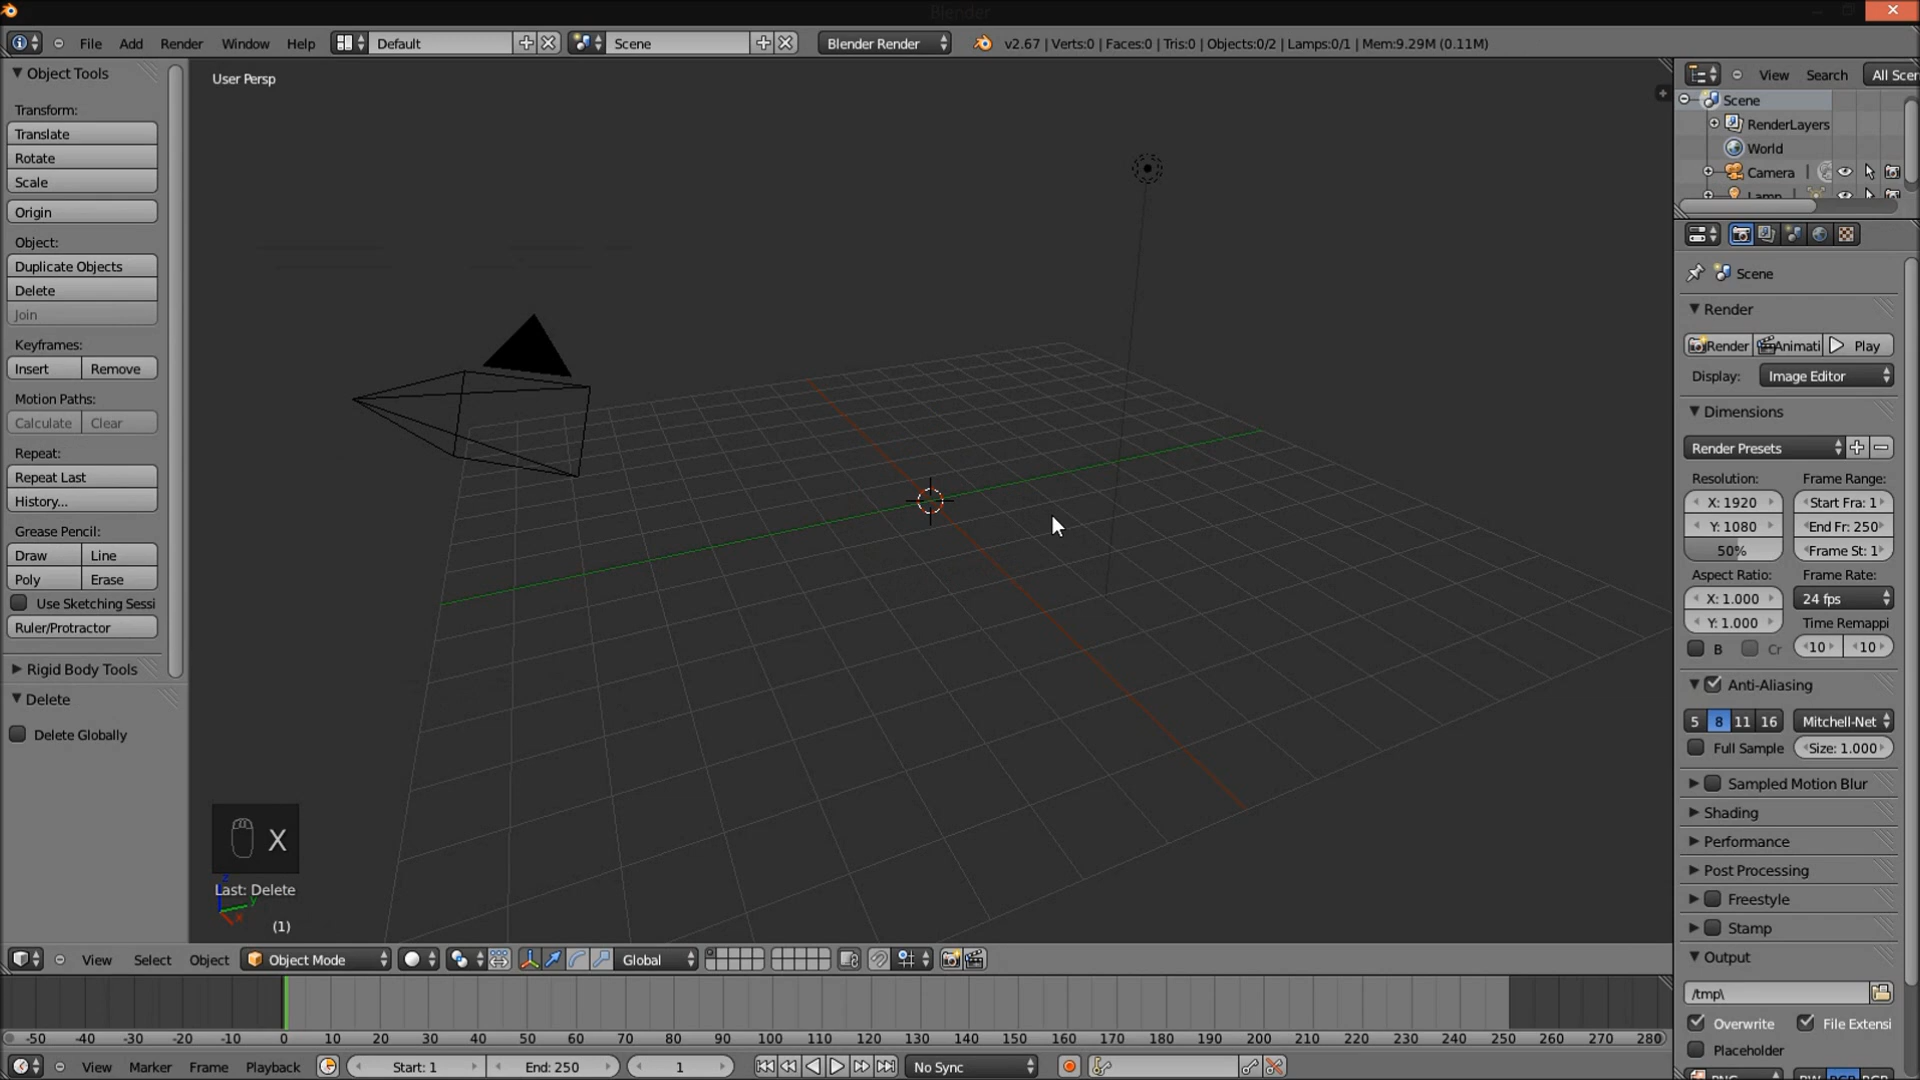 Blender
File Add Render Window Help Default Scene Blender Render v2.67 | Verts:0 | Faces:0 | Tris:0 | Objects:0/2 | Lamps:0/1 | Mem:9.29M (0.11M)
Object Tools
Transform:
Translate
Rotate
Scale
Origin
Object:
Duplicate Objects
Delete
Join
Keyframes:
Insert Remove
Motion Paths:
Calculate Clear
Repeat:
Repeat Last
History...
Grease Pencil:
Draw Line
Poly Erase
Use Sketching Sessi
Ruler/Protractor
Rigid Body Tools
Delete
Delete Globally
User Persp
X
Last: Delete
z
y
x
(1)
View Search All Scen
Scene
RenderLayers
World
Camera
Lamp
Scene
Render
Render Animati Play
Display: Image Editor
Dimensions
Render Presets
Resolution: Frame Range:
X: 1920 Start Fra: 1
Y: 1080 End Fr: 250
50% Frame St: 1
Aspect Ratio: Frame Rate:
X: 1.000 24 fps
Y: 1.000 Time Remappi
B Cr 10 10
Anti-Aliasing
5 8 11 16 Mitchell-Net
Full Sample Size: 1.000
Sampled Motion Blur
Shading
Performance
Post Processing
Freestyle
Stamp
Output
/tmp\
Overwrite File Extensi
Placeholder
PNG BW RGB RGB
View Select Object Object Mode Global
-50 -40 -30 -20 -10 0 10 20 30 40 50 60 70 80 90 100 110 120 130 140 150 160 170 180 190 200 210 220 230 240 250 260 270 280
View Marker Frame Playback Start: 1 End: 250 1 No Sync